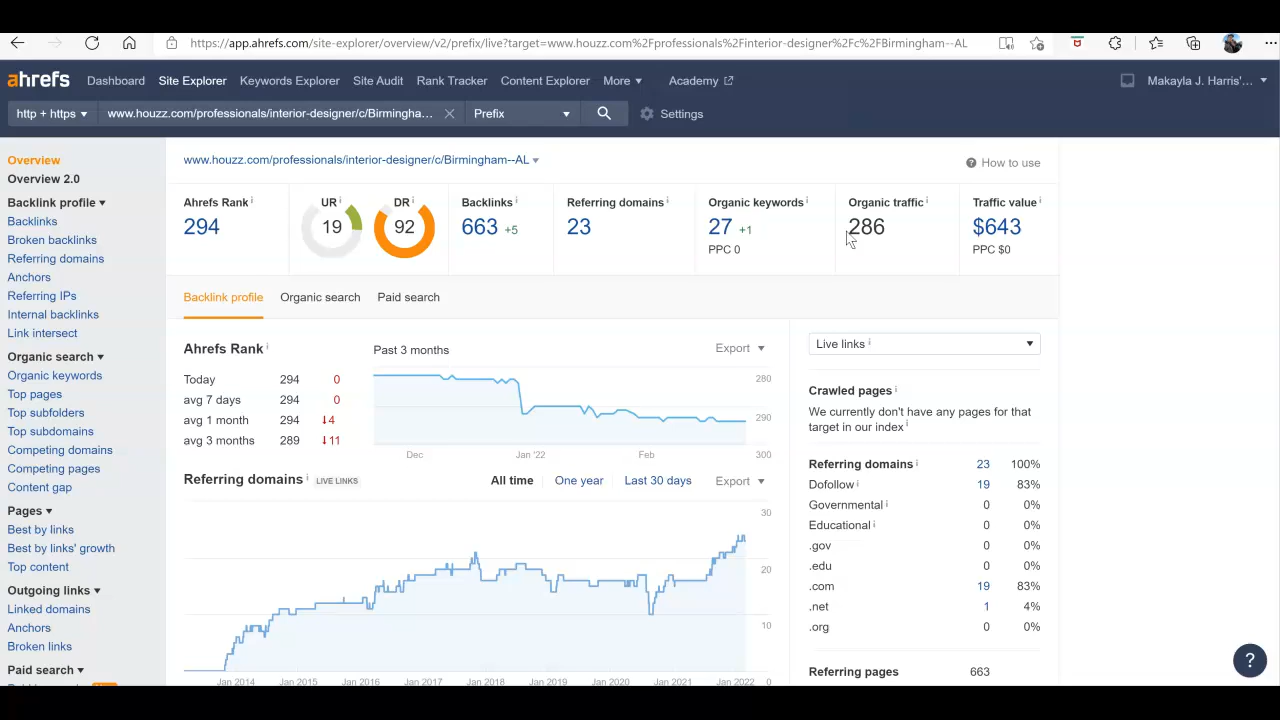 https://app.ahrefs.com/site-explorer/overview/v2/prefix/live?target=www.houzz.com%2Fprofessionals%2Finterior-designer%2Fc%2FBirmingham--AL
ahrefs Dashboard Site Explorer Keywords Explorer Site Audit Rank Tracker Content Explorer More Academy Makayla J. Harris'...
http + https www.houzz.com/professionals/interior-designer/c/Birmingha... Prefix Settings
Overview
Overview 2.0
Backlink profile
Backlinks
Broken backlinks
Referring domains
Anchors
Referring IPs
Internal backlinks
Link intersect
Organic search
Organic keywords
Top pages
Top subfolders
Top subdomains
Competing domains
Competing pages
Content gap
Pages
Best by links
Best by links' growth
Top content
Outgoing links
Linked domains
Anchors
Broken links
Paid search
www.houzz.com/professionals/interior-designer/c/Birmingham--AL
How to use
Ahrefs Rank
294
UR
19
DR
92
Backlinks
663 +5
Referring domains
23
Organic keywords
27 +1
PPC 0
Organic traffic
286
Traffic value
$643
PPC $0
Backlink profile Organic search Paid search
Ahrefs Rank
Today 294 0
avg 7 days 294 0
avg 1 month 294 ↓4
avg 3 months 289 ↓11
Past 3 months
Export
280
290
300
Dec Jan '22 Feb
Referring domains LIVE LINKS
All time One year Last 30 days Export
30
20
10
0
Jan 2014 Jan 2015 Jan 2016 Jan 2017 Jan 2018 Jan 2019 Jan 2020 Jan 2021 Jan 2022
Live links
Crawled pages
We currently don't have any pages for that
target in our index
Referring domains 23 100%
Dofollow 19 83%
Governmental 0 0%
Educational 0 0%
.gov 0 0%
.edu 0 0%
.com 19 83%
.net 1 4%
.org 0 0%
Referring pages 663
?